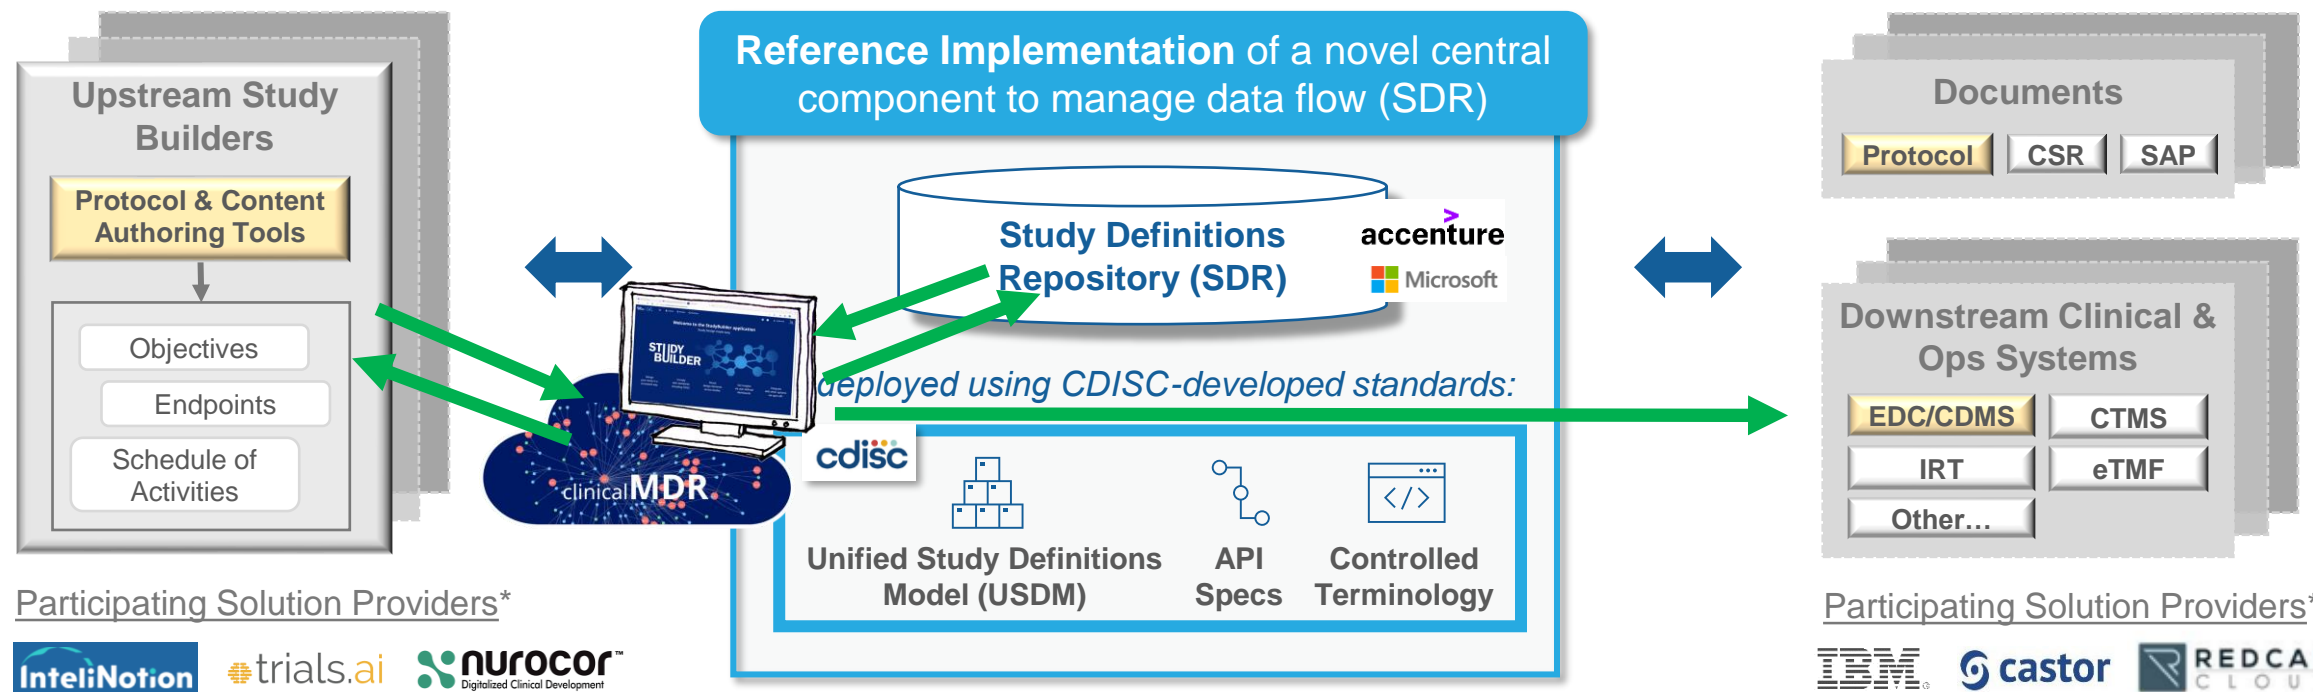 Upstream Study
Builders
Protocol & Content
Authoring Tools
Objectives
Endpoints
Schedule of
Activities
Participating Solution Providers*
InteliNotion
trials.ai
nurocor™
Digitalized Clinical Development
Reference Implementation of a novel central
component to manage data flow (SDR)
Study Definitions
Repository (SDR)
accenture
Microsoft
STUDY
BUILDER
clinicalMDR
deployed using CDISC-developed standards:
cdisc
Unified Study Definitions
Model (USDM)
API
Specs
Controlled
Terminology
Documents
Protocol
CSR
SAP
Downstream Clinical &
Ops Systems
EDC/CDMS
CTMS
IRT
eTMF
Other...
Participating Solution Providers*
IBM
castor
REDCA
CLOU